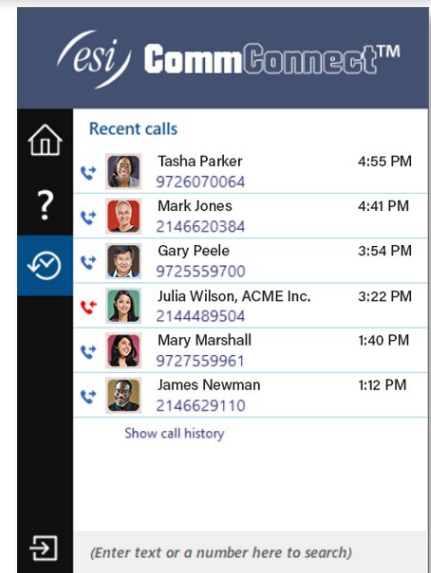 esi CommConnect™
Recent calls
Tasha Parker 4:55 PM
9726070064
Mark Jones 4:41 PM
2146620384
Gary Peele 3:54 PM
9725559700
Julia Wilson, ACME Inc. 3:22 PM
2144489504
Mary Marshall 1:40 PM
9727559961
James Newman 1:12 PM
2146629110
Show call history
?
(Enter text or a number here to search)